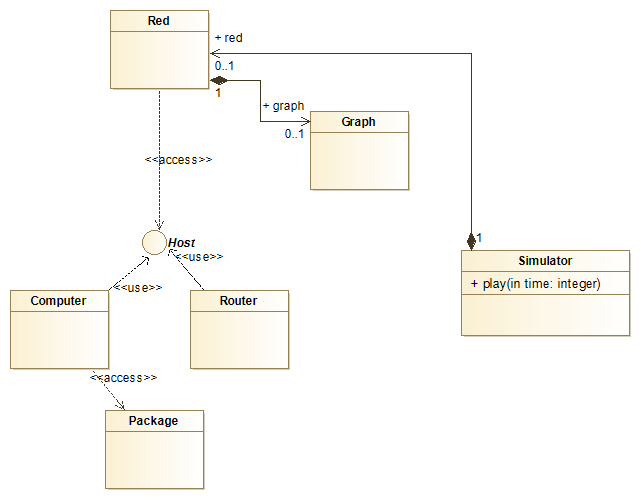 Red
+ red
0..1
1
+ graph
0..1
Graph
<<access>>
Host
<<use>>
<<use>>
1
Simulator
+ play(in time: integer)
Computer
Router
<<access>>
Package